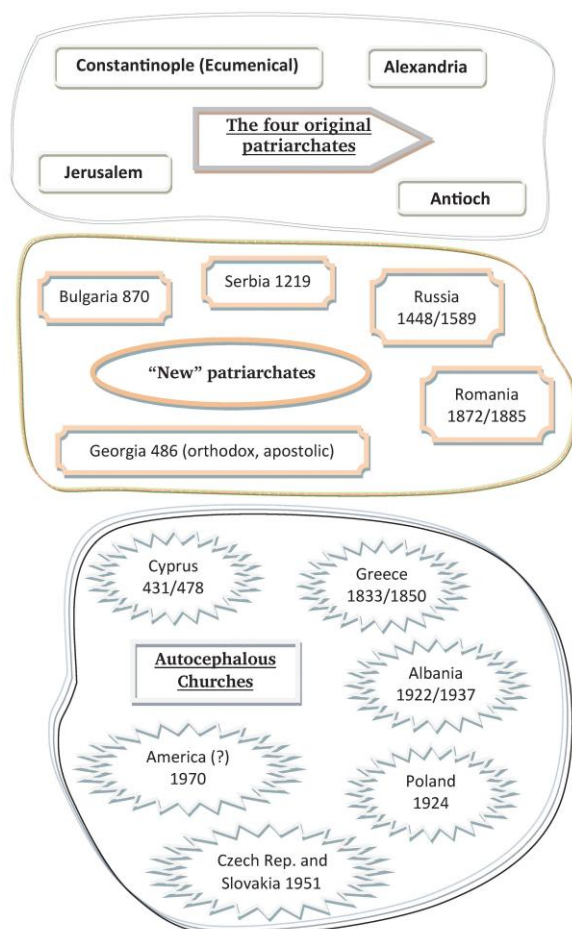 Constantinople (Ecumenical)
Alexandria
The four original
patriarchates
Jerusalem
Antioch
Bulgaria 870
Serbia 1219
Russia
1448/1589
“New” patriarchates
Romania
1872/1885
Georgia 486 (orthodox, apostolic)
Cyprus
431/478
Greece
1833/1850
Autocephalous
Churches
Albania
1922/1937
America (?)
1970
Poland
1924
Czech Rep. and
Slovakia 1951